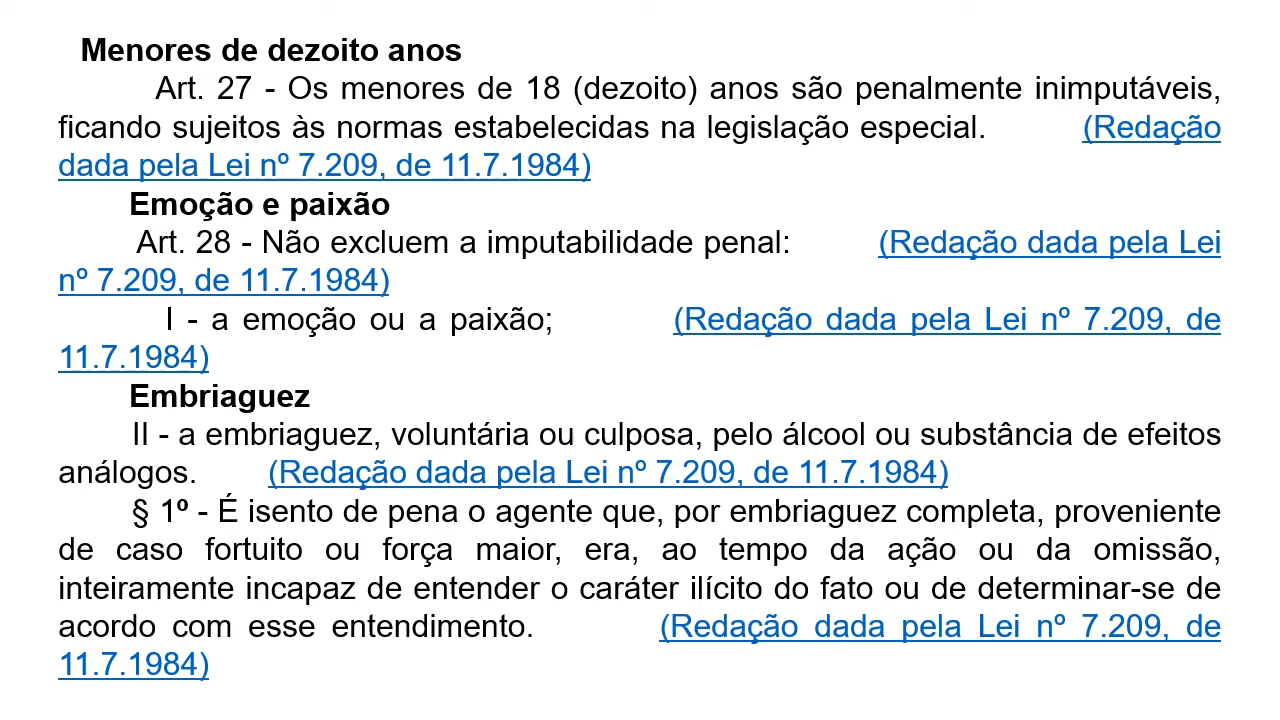 Menores de dezoito anos
Art. 27 - Os menores de 18 (dezoito) anos são penalmente inimputáveis,
ficando sujeitos às normas estabelecidas na legislação especial. (Redação
dada pela Lei nº 7.209, de 11.7.1984)
Emoção e paixão
Art. 28 - Não excluem a imputabilidade penal: (Redação dada pela Lei
nº 7.209, de 11.7.1984)
I - a emoção ou a paixão; (Redação dada pela Lei nº 7.209, de
11.7.1984)
Embriaguez
II - a embriaguez, voluntária ou culposa, pelo álcool ou substância de efeitos
análogos. (Redação dada pela Lei nº 7.209, de 11.7.1984)
§ 1º - É isento de pena o agente que, por embriaguez completa, proveniente
de caso fortuito ou força maior, era, ao tempo da ação ou da omissão,
inteiramente incapaz de entender o caráter ilícito do fato ou de determinar-se de
acordo com esse entendimento. (Redação dada pela Lei nº 7.209, de
11.7.1984)